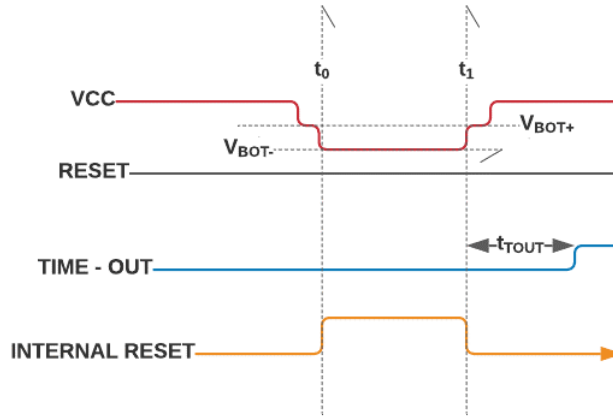 t0 t1
VCC
VBOT+
VBOT-
RESET
tTOUT
TIME - OUT
INTERNAL RESET